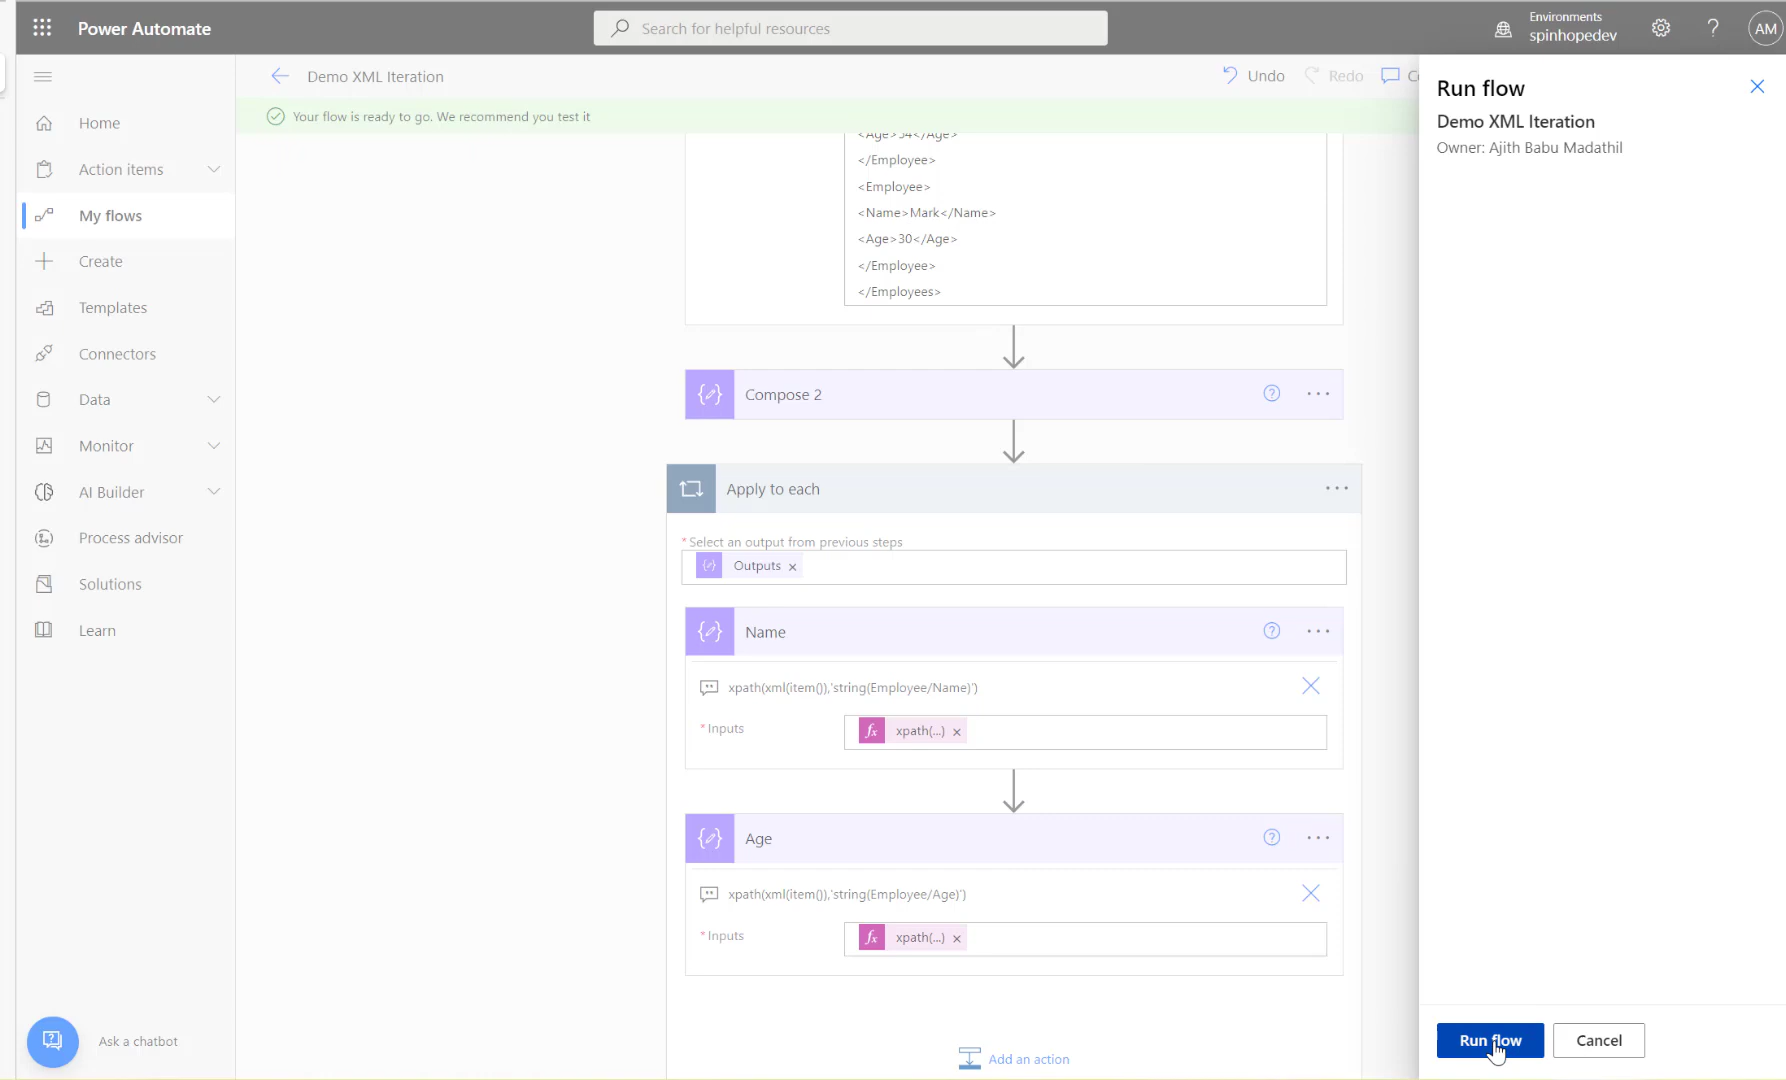 Power Automate
Search for helpful resources
Environments
spinhopedev
AM
Demo XML Iteration
Undo
Redo
Your flow is ready to go. We recommend you test it
Home
Action items
My flows
Create
Templates
Connectors
Data
Monitor
AI Builder
Process advisor
Solutions
Learn
Ask a chatbot
</Employee>
<Employee>
<Name>Mark</Name>
<Age>30</Age>
</Employee>
</Employees>
Compose 2
Apply to each
* Select an output from previous steps
Outputs
Name
xpath(xml(item()),'string(Employee/Name)')
* Inputs
xpath(...)
Age
xpath(xml(item()),'string(Employee/Age)')
* Inputs
xpath(...)
Add an action
Run flow
Demo XML Iteration
Owner: Ajith Babu Madathil
Run flow
Cancel